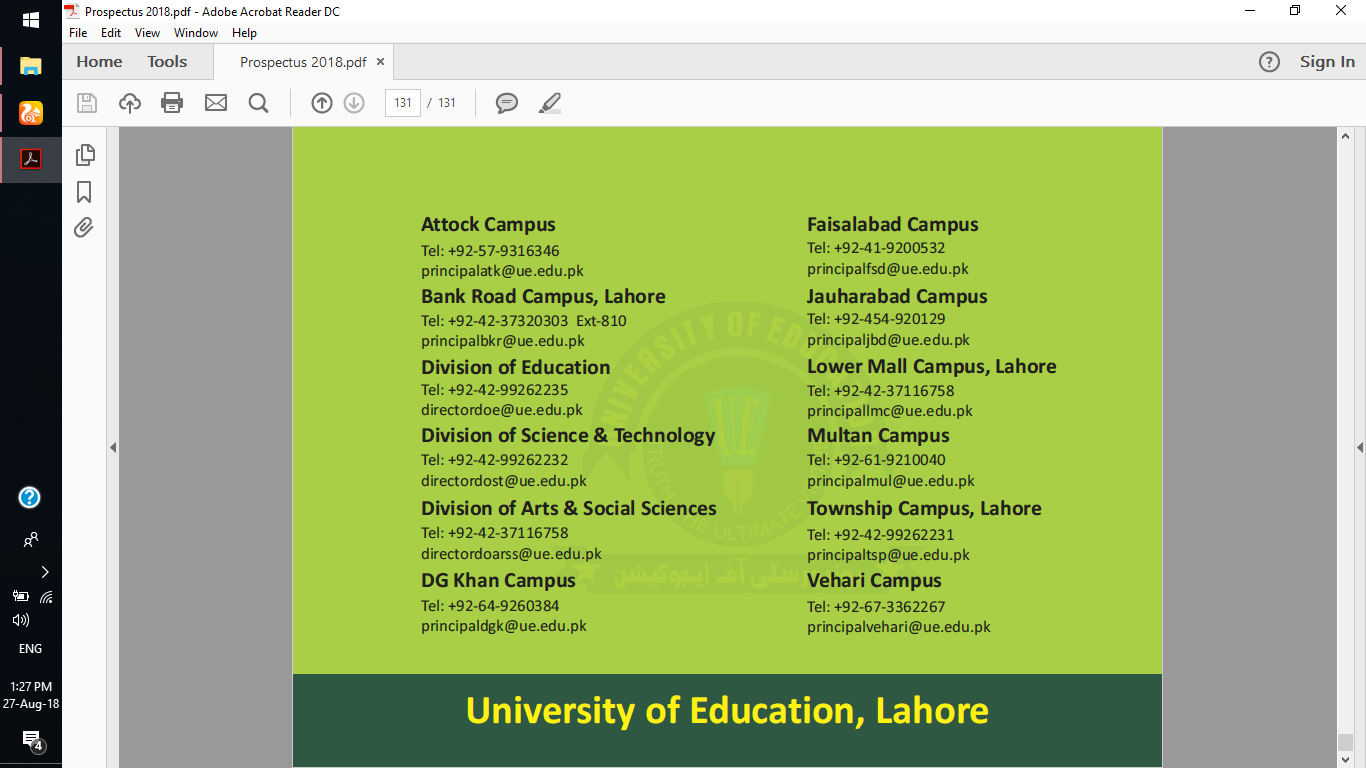 Prospectus 2018.pdf - Adobe Acrobat Reader DC
File Edit View Window Help
Home Tools Prospectus 2018.pdf × Sign In
131 / 131
Attock Campus
Tel: +92-57-9316346
principalatk@ue.edu.pk
Bank Road Campus, Lahore
Tel: +92-42-37320303 Ext-810
principalbkr@ue.edu.pk
Division of Education
Tel: +92-42-99262235
directordoe@ue.edu.pk
Division of Science & Technology
Tel: +92-42-99262232
directordost@ue.edu.pk
Division of Arts & Social Sciences
Tel: +92-42-37116758
directordoarss@ue.edu.pk
DG Khan Campus
Tel: +92-64-9260384
principaldgk@ue.edu.pk
Faisalabad Campus
Tel: +92-41-9200532
principalfsd@ue.edu.pk
Jauharabad Campus
Tel: +92-454-920129
principaljbd@ue.edu.pk
Lower Mall Campus, Lahore
Tel: +92-42-37116758
principallmc@ue.edu.pk
Multan Campus
Tel: +92-61-9210040
principalmul@ue.edu.pk
Township Campus, Lahore
Tel: +92-42-99262231
principaltsp@ue.edu.pk
Vehari Campus
Tel: +92-67-3362267
principalvehari@ue.edu.pk
UNIVERSITY OF
UE
THE ULTIMATE
University of Education, Lahore
ENG
1:27 PM
27-Aug-18
4